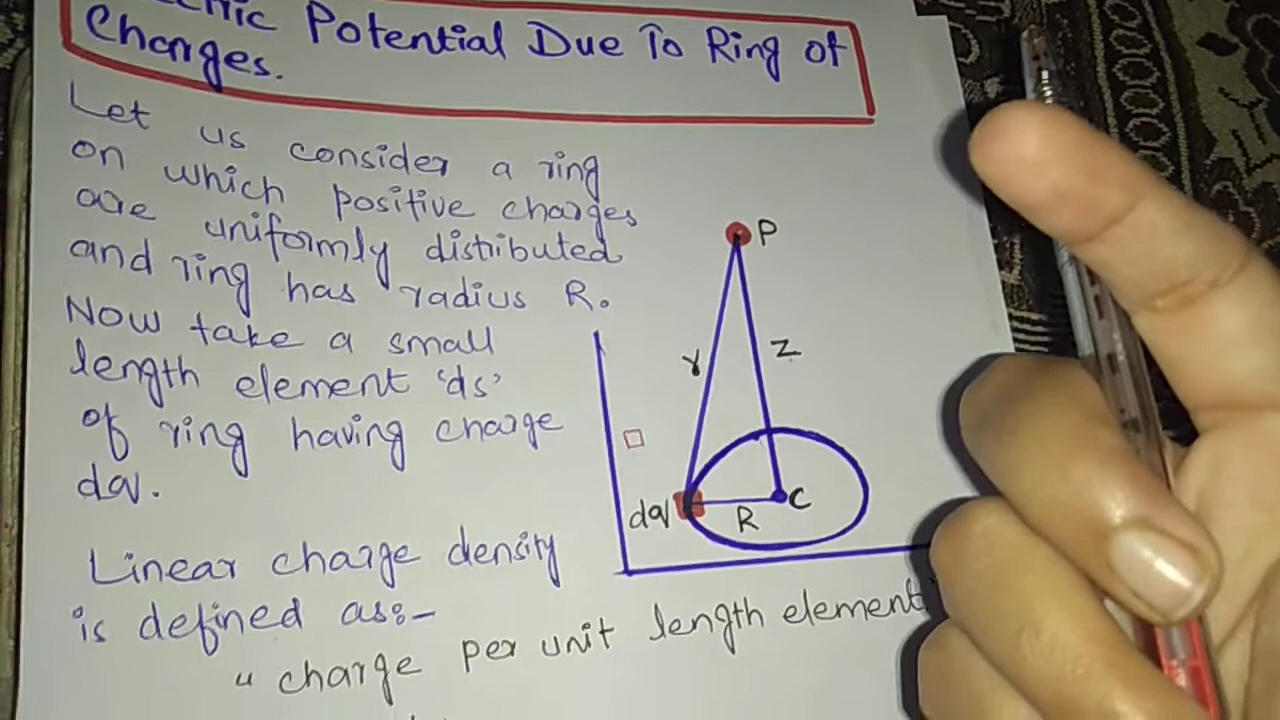 Potential Due To Ring of
Charges.
Let us consider a ring
on which positive charges
are uniformly distributed
and ring has radius R.
Now take a small
length element 'ds'
of ring having charge
dq.
P
r
z
dq
R
C
Linear charge density
is defined as:-
" charge per unit length element